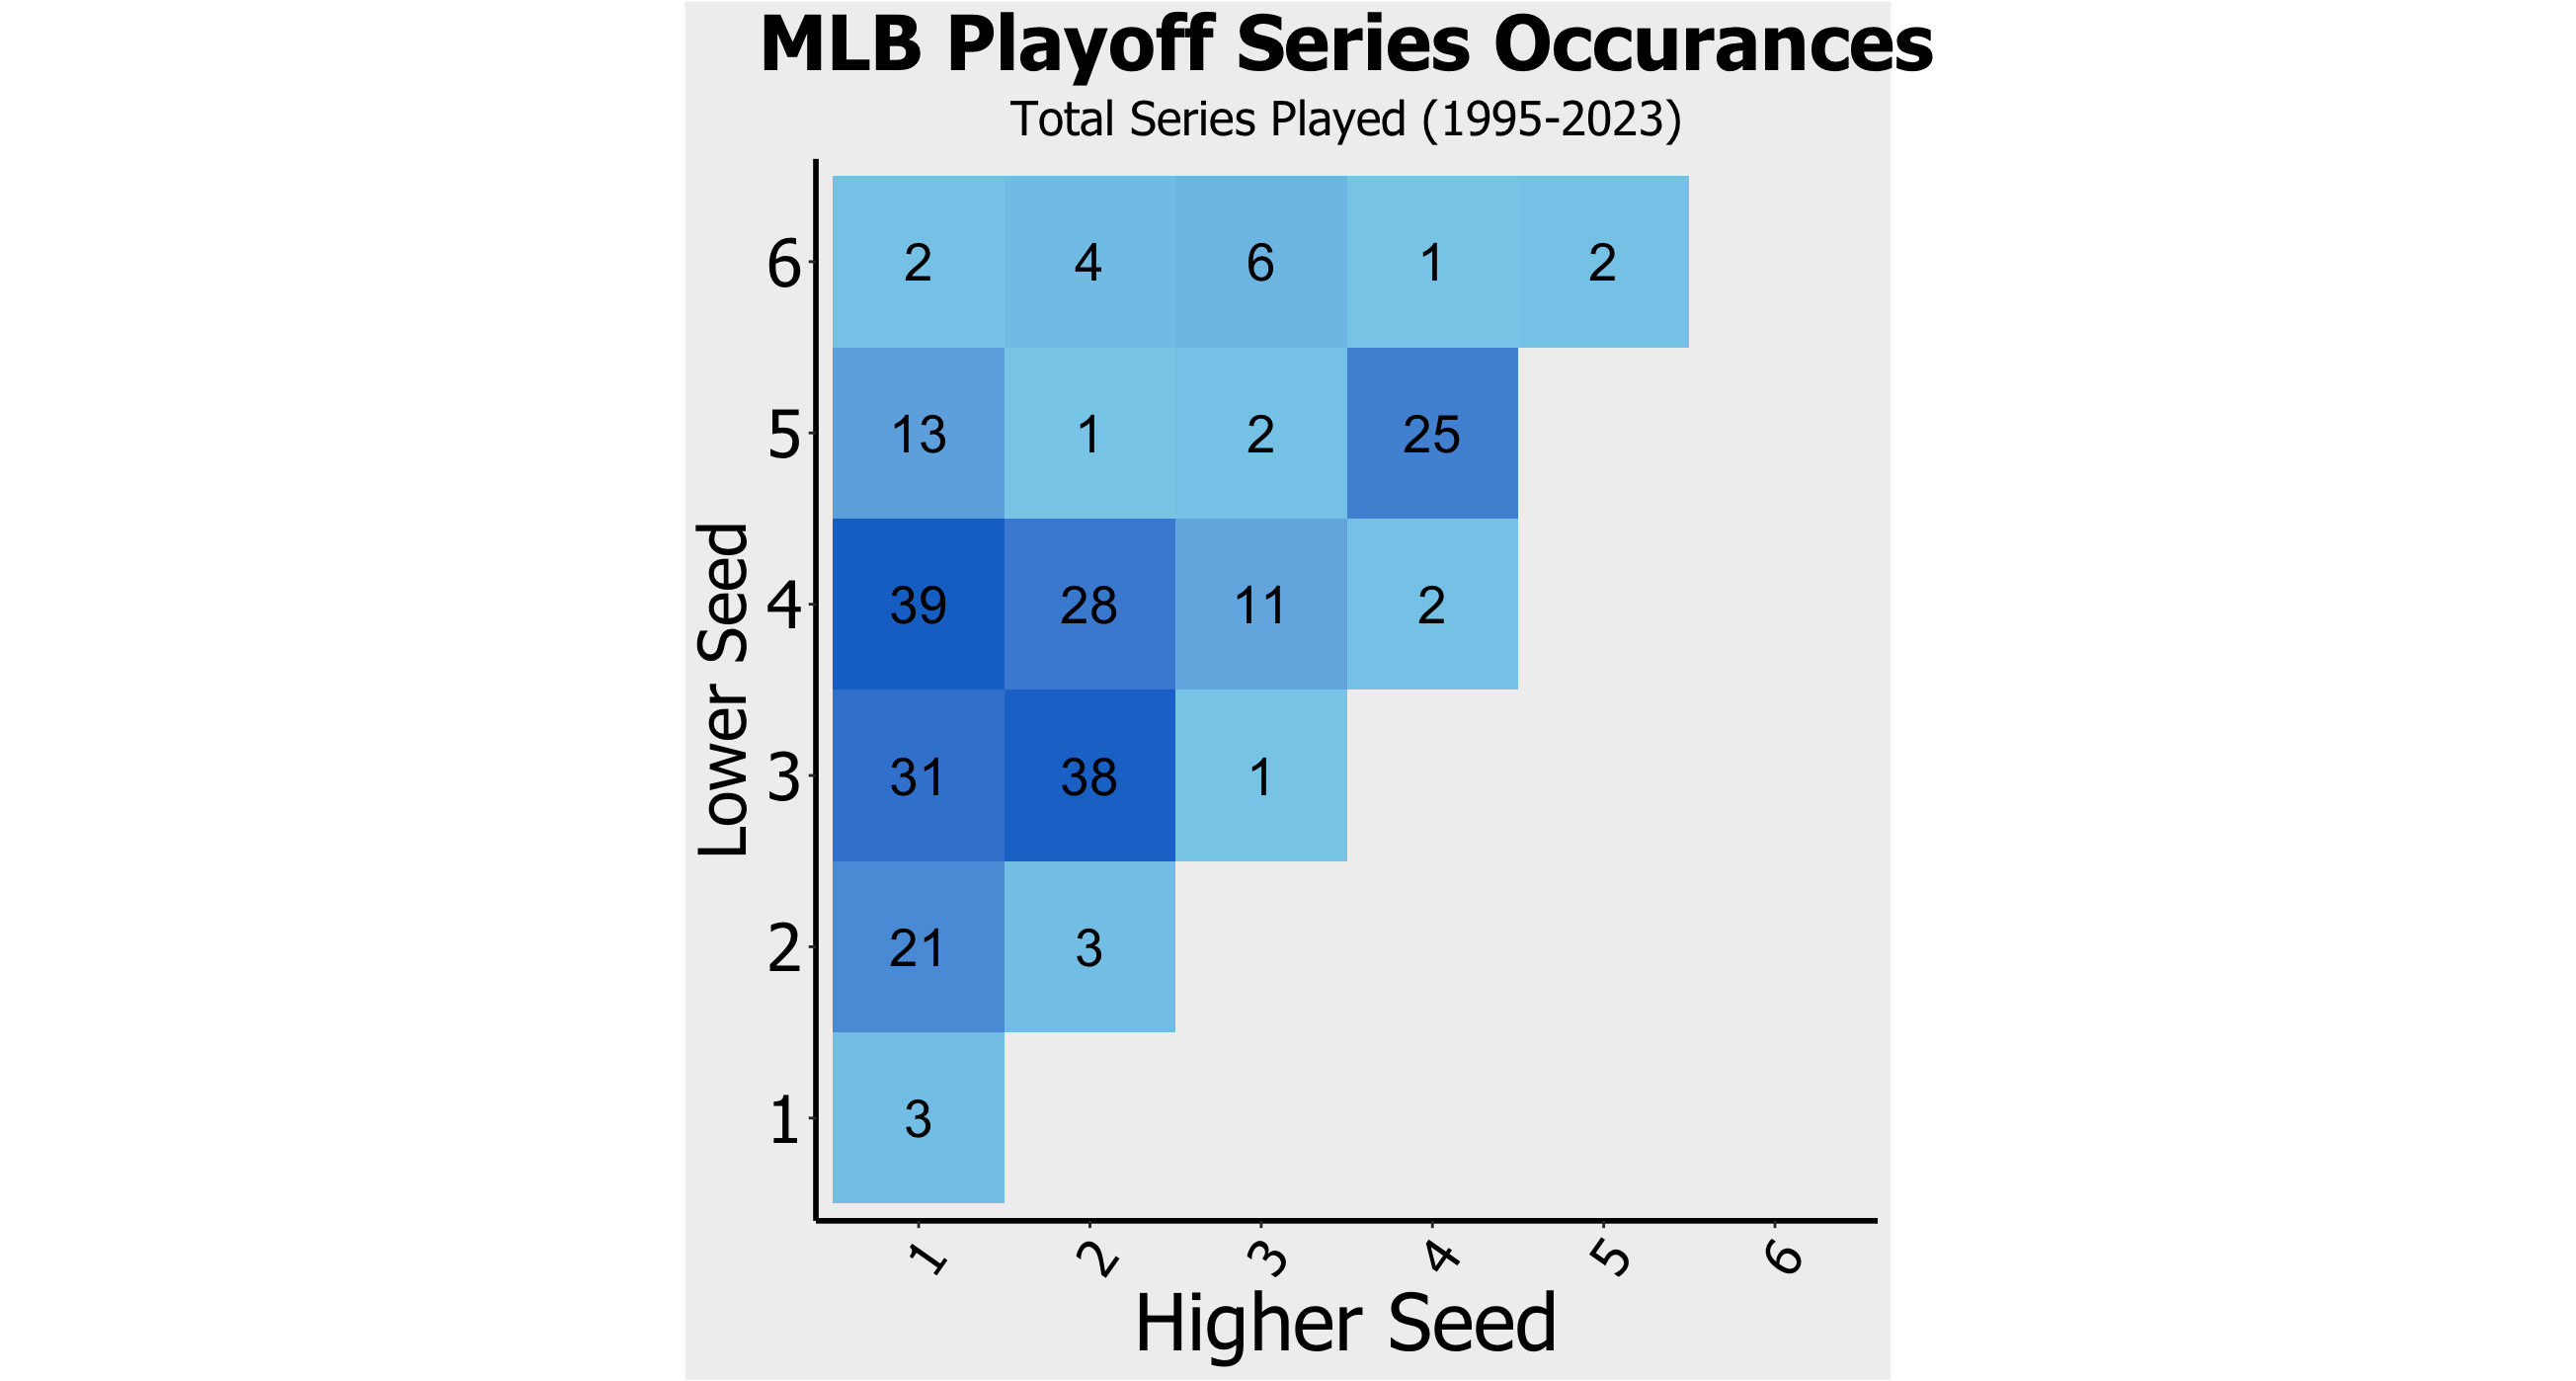 MLB Playoff Series Occurances
Total Series Played (1995-2023)
Lower Seed
6 2 4 6 1 2
5 13 1 2 25
4 39 28 11 2
3 31 38 1
2 21 3
1 3
1 2 3 4 5 6
Higher Seed